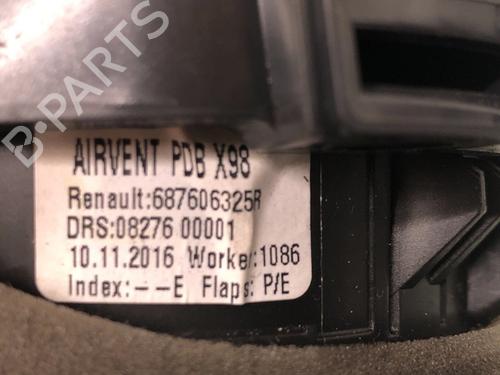 AIRVENT PDB X98
Renault:687606325R
DRS:08276 00001
10.11.2016 Worker:1086
Index:--E Flaps: P/E
B-Parts